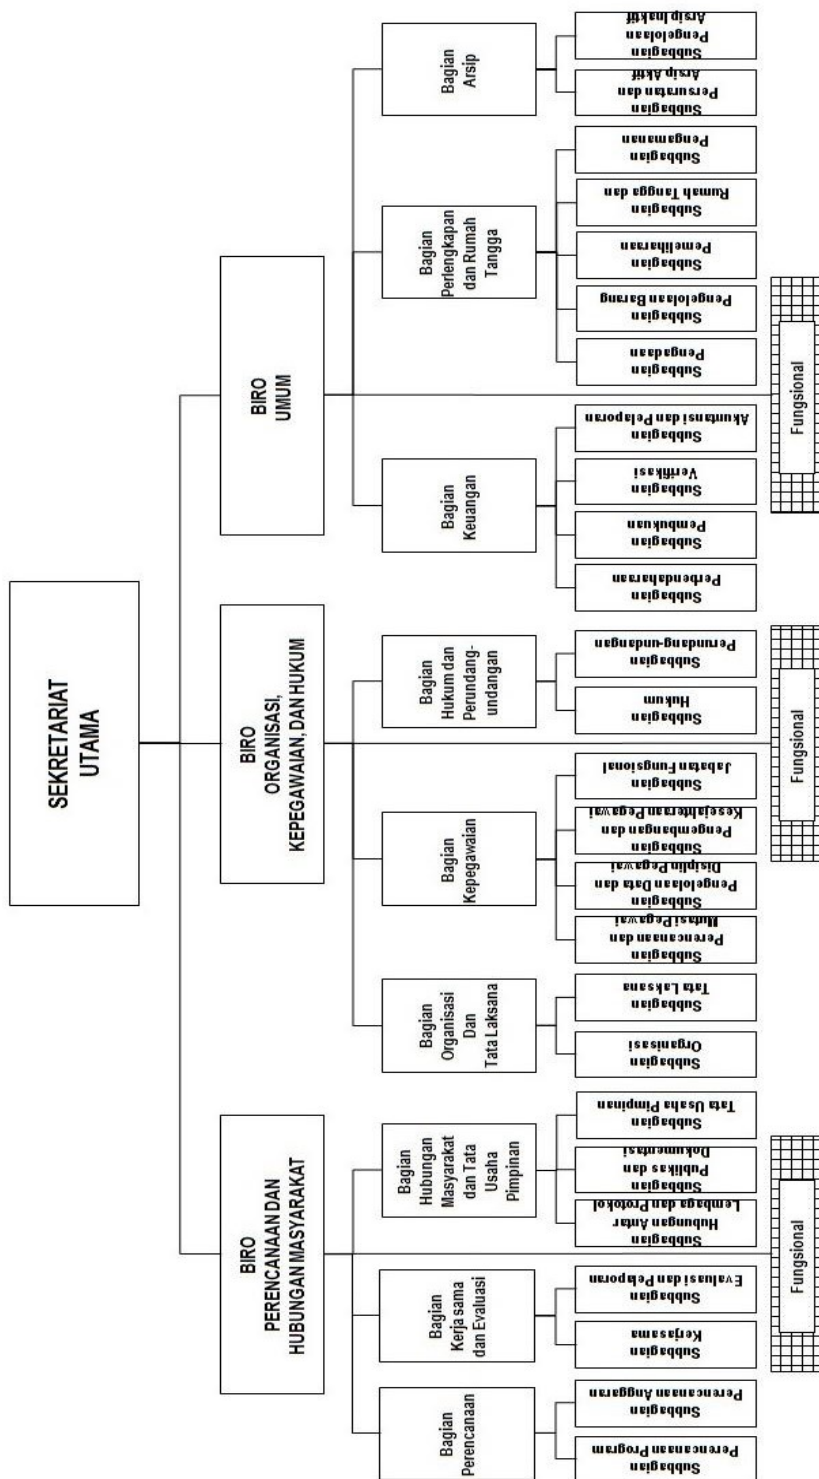 SEKRETARIAT
UTAMA
BIRO
PERENCANAAN DAN
HUBUNGAN MASYARAKAT
BIRO
ORGANISASI,
KEPEGAWAIAN, DAN HUKUM
BIRO
UMUM
Bagian
Perencanaan
Bagian
Kerja sama
dan Evaluasi
Bagian
Hubungan
Masyarakat
dan Tata
Usaha
Pimpinan
Bagian
Organisasi
Dan
Tata Laksana
Bagian
Kepegawaian
Bagian
Hukum dan
Perundang-
undangan
Bagian
Keuangan
Bagian
Perlengkapan
dan Rumah
Tangga
Bagian
Arsip
Subbagian
Perencanaan Program
Subbagian
Perencanaan Anggaran
Subbagian
Kerjasama
Subbagian
Evaluasi dan Pelaporan
Subbagian
Hubungan Antar
Lembaga dan Protokol
Subbagian
Publikas dan
Dokumentasi
Subbagian
Tata Usaha Pimpinan
Subbagian
Organisasi
Subbagian
Tata Laksana
Subbagian
Perencanaan dan
Mutasi Pegawai
Subbagian
Pengelolaan Data dan
Disiplin Pegawai
Subbagian
Pengembangan dan
Kesejahteraan Pegawai
Subbagian
Jabatan Fungsional
Subbagian
Hukum
Subbagian
Perundang-undangan
Subbagian
Perbendaharaan
Subbagian
Pembukuan
Subbagian
Verifikasi
Subbagian
Akuntansi dan Pelaporan
Subbagian
Pengadaan
Subbagian
Pengelolaan Barang
Subbagian
Pemeliharaan
Subbagian
Rumah Tangga dan
Subbagian
Pengamanan
Subbagian
Persuratan dan
Arsip Aktif
Subbagian
Pengelolaan
Arsip Inaktif
Fungsional
Fungsional
Fungsional